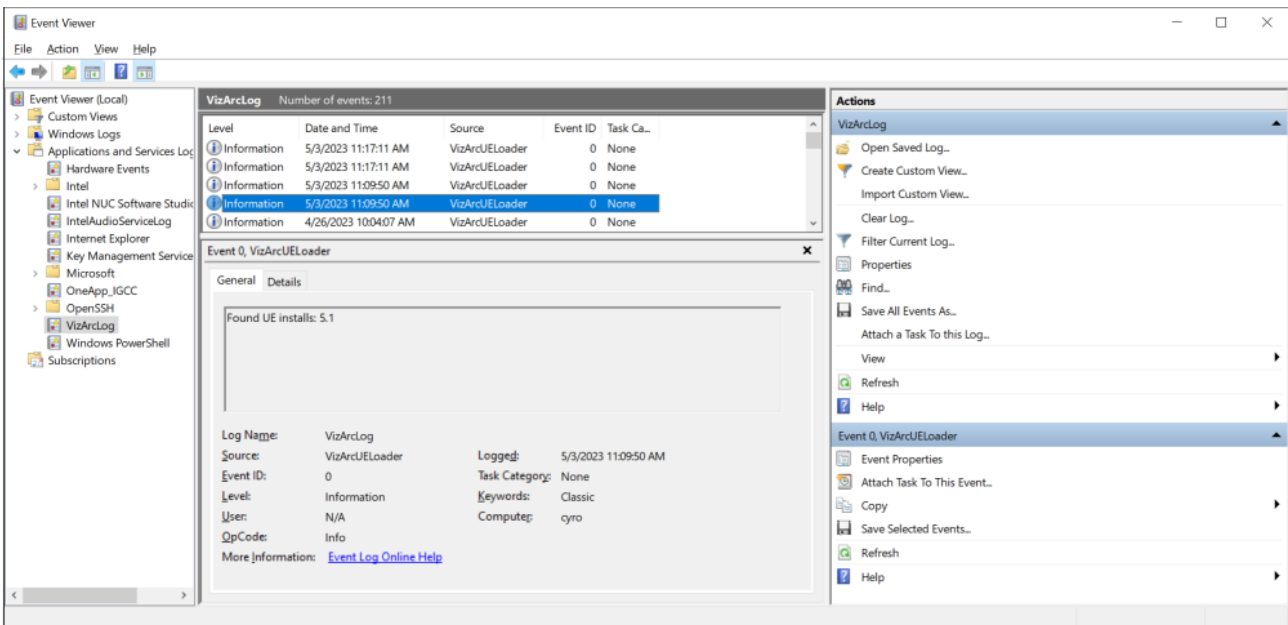 Event Viewer
File Action View Help
Event Viewer (Local)
Custom Views
Windows Logs
Applications and Services Log
Hardware Events
Intel
Intel NUC Software Studio
IntelAudioServiceLog
Internet Explorer
Key Management Service
Microsoft
OneApp_IGCC
OpenSSH
VizArcLog
Windows PowerShell
Subscriptions
VizArcLog Number of events: 211
Level Date and Time Source Event ID Task Ca...
Information 5/3/2023 11:17:11 AM VizArcUELoader 0 None
Information 5/3/2023 11:17:11 AM VizArcUELoader 0 None
Information 5/3/2023 11:09:50 AM VizArcUELoader 0 None
Information 5/3/2023 11:09:50 AM VizArcUELoader 0 None
Information 4/26/2023 10:04:07 AM VizArcUELoader 0 None
Event 0, VizArcUELoader
General Details
Found UE installs: 5.1
Log Name: VizArcLog
Source: VizArcUELoader Logged: 5/3/2023 11:09:50 AM
Event ID: 0 Task Category: None
Level: Information Keywords: Classic
User: N/A Computer: cyro
OpCode: Info
More Information: Event Log Online Help
Actions
VizArcLog
Open Saved Log...
Create Custom View...
Import Custom View...
Clear Log...
Filter Current Log...
Properties
Find...
Save All Events As...
Attach a Task To this Log...
View
Refresh
Help
Event 0, VizArcUELoader
Event Properties
Attach Task To This Event...
Copy
Save Selected Events...
Refresh
Help